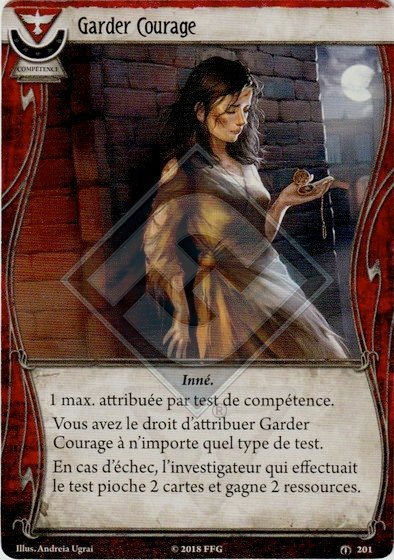 Garder Courage
COMPÉTENCE
Inné.
1 max. attribuée par test de compétence.
Vous avez le droit d'attribuer Garder
Courage à n'importe quel type de test.
En cas d'échec, l'investigateur qui effectuait
le test pioche 2 cartes et gagne 2 ressources.
Illus. Andreia Ugrai
© 2018 FFG
201